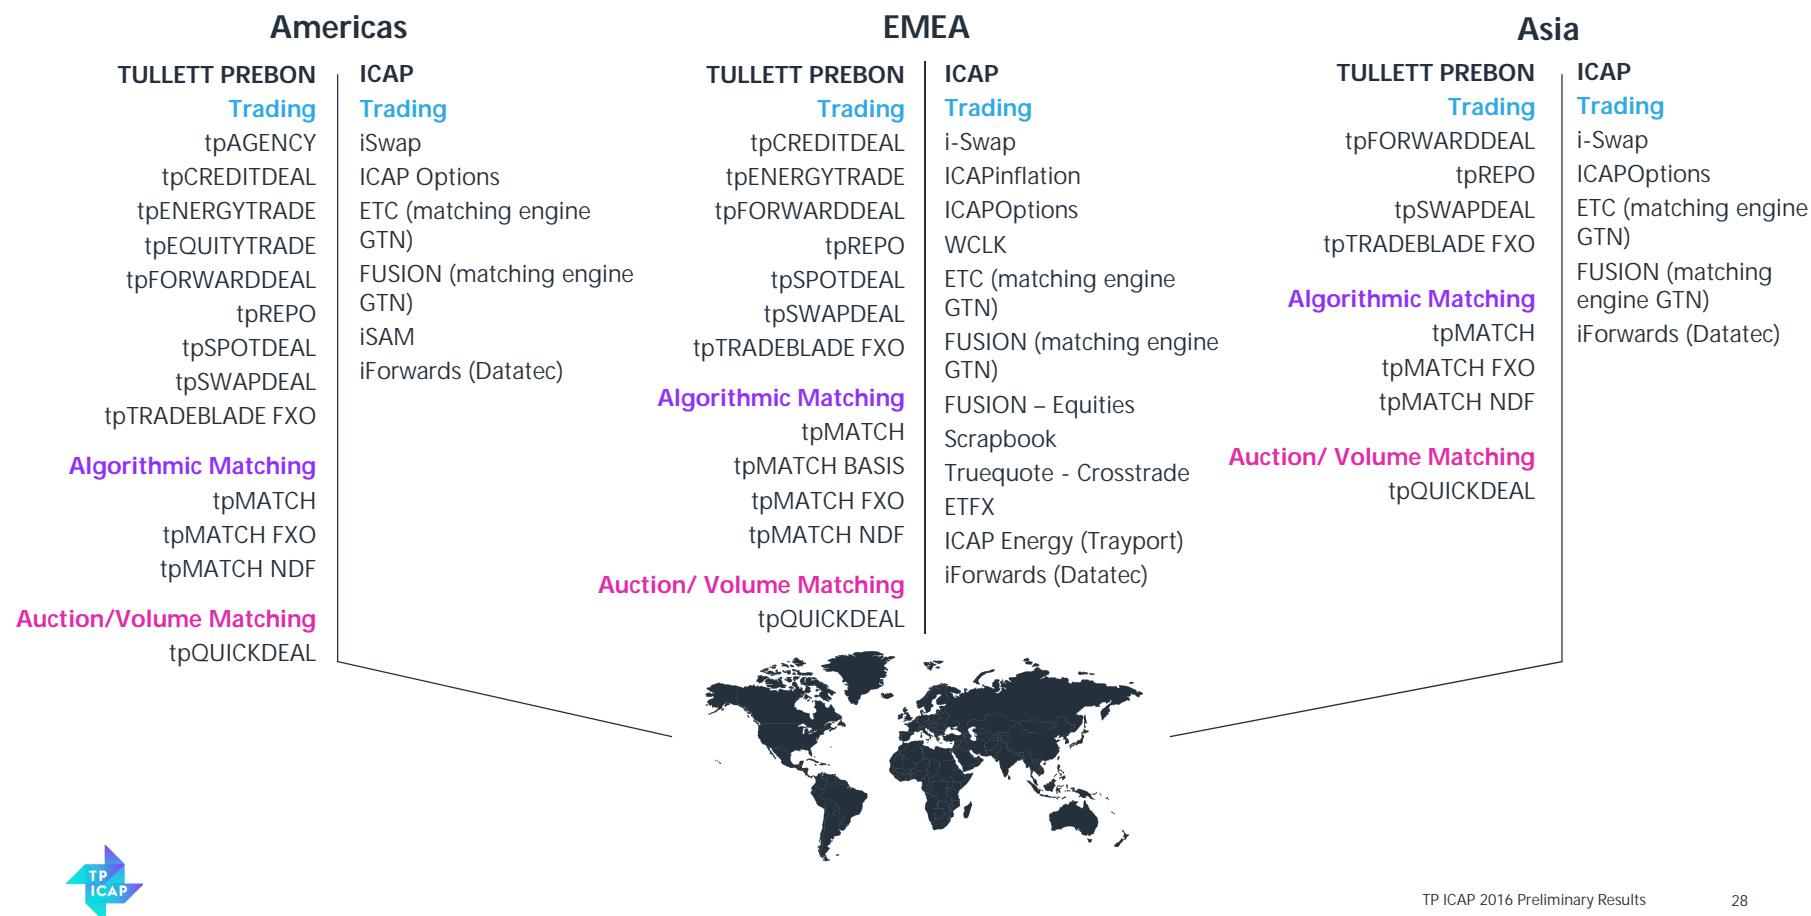 Americas
TULLETT PREBON
Trading
tpAGENCY
tpCREDITDEAL
tpENERGYTRADE
tpEQUITYTRADE
tpFORWARDDEAL
tpREPO
tpSPOTDEAL
tpSWAPDEAL
tpTRADEBLADE FXO
Algorithmic Matching
tpMATCH
tpMATCH FXO
tpMATCH NDF
Auction/Volume Matching
tpQUICKDEAL
ICAP
Trading
iSwap
ICAP Options
ETC (matching engine
GTN)
FUSION (matching engine
GTN)
iSAM
iForwards (Datatec)
EMEA
TULLETT PREBON
Trading
tpCREDITDEAL
tpENERGYTRADE
tpFORWARDDEAL
tpREPO
tpSPOTDEAL
tpSWAPDEAL
tpTRADEBLADE FXO
Algorithmic Matching
tpMATCH
tpMATCH BASIS
tpMATCH FXO
tpMATCH NDF
Auction/ Volume Matching
tpQUICKDEAL
ICAP
Trading
i-Swap
ICAPinflation
ICAPOptions
WCLK
ETC (matching engine
GTN)
FUSION (matching engine
GTN)
FUSION – Equities
Scrapbook
Truequote - Crosstrade
ETFX
ICAP Energy (Trayport)
iForwards (Datatec)
Asia
TULLETT PREBON
Trading
tpFORWARDDEAL
tpREPO
tpSWAPDEAL
tpTRADEBLADE FXO
Algorithmic Matching
tpMATCH
tpMATCH FXO
tpMATCH NDF
Auction/ Volume Matching
tpQUICKDEAL
ICAP
Trading
i-Swap
ICAPOptions
ETC (matching engine
GTN)
FUSION (matching
engine GTN)
iForwards (Datatec)
TP
ICAP
TP ICAP 2016 Preliminary Results
28